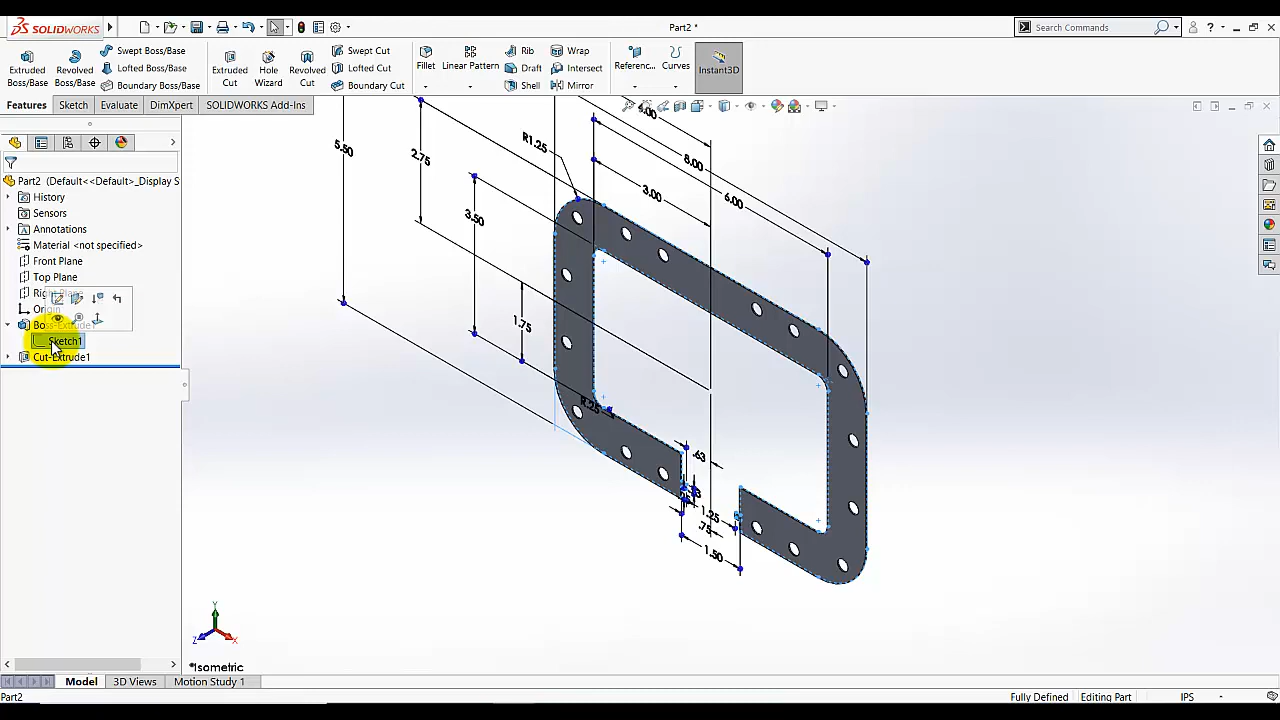 SOLIDWORKS
Part2 *
Search Commands
Extruded Boss/Base
Revolved Boss/Base
Swept Boss/Base
Lofted Boss/Base
Boundary Boss/Base
Extruded Cut
Hole Wizard
Revolved Cut
Swept Cut
Lofted Cut
Boundary Cut
Fillet
Linear Pattern
Rib
Draft
Shell
Wrap
Intersect
Mirror
Referenc...
Curves
Instant3D
Features
Sketch
Evaluate
DimXpert
SOLIDWORKS Add-Ins
Part2 (Default<<Default>_Display S
History
Sensors
Annotations
Material <not specified>
Front Plane
Top Plane
Sketch1
Cut-Extrude1
5.50
2.75
3.50
1.75
R1.25
8.00
3.00
6.00
R.25
.63
1.25
.75
1.50
Y
Z
X
*Isometric
Model
3D Views
Motion Study 1
Part2
Fully Defined
Editing Part
IPS